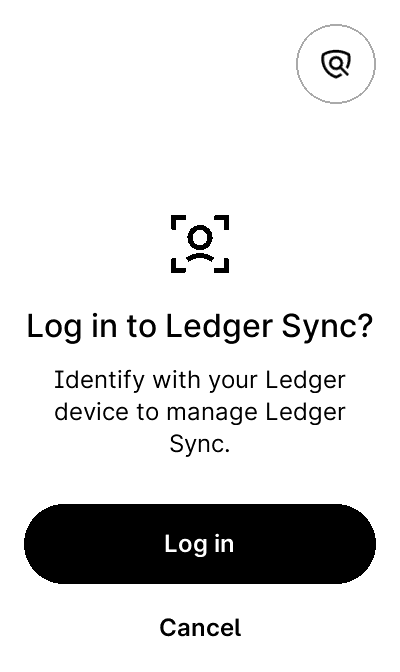 Log in to Ledger Sync?
Identify with your Ledger
device to manage Ledger
Sync.
Log in
Cancel